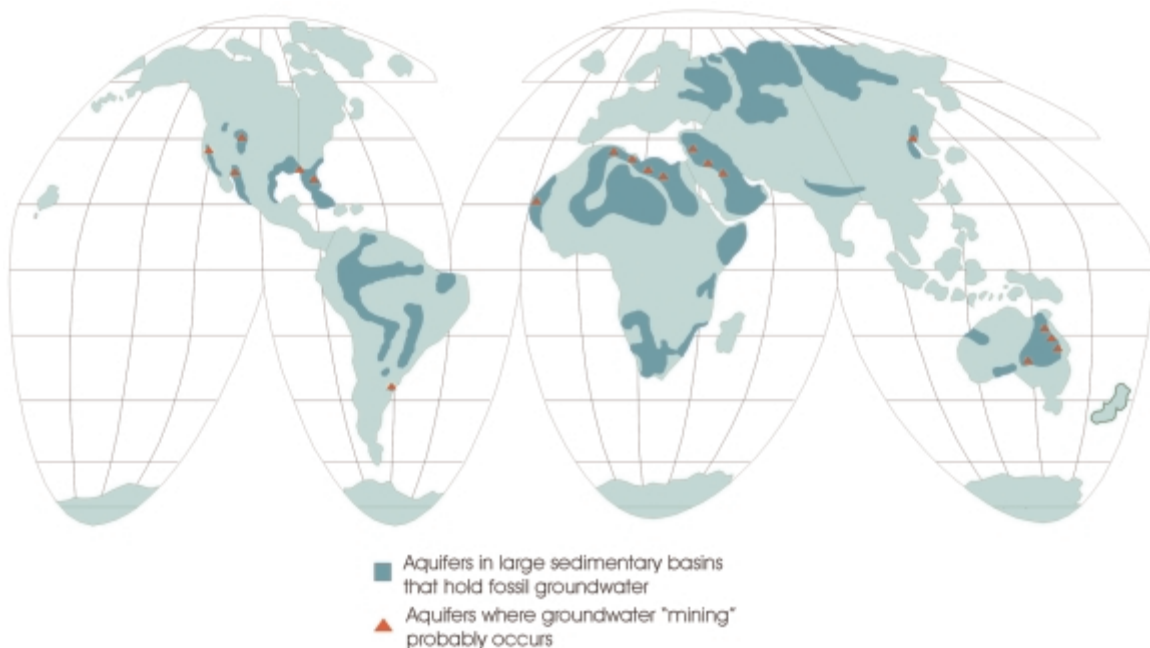 Aquifers in large sedimentary basins
that hold fossil groundwater
Aquifers where groundwater "mining"
probably occurs